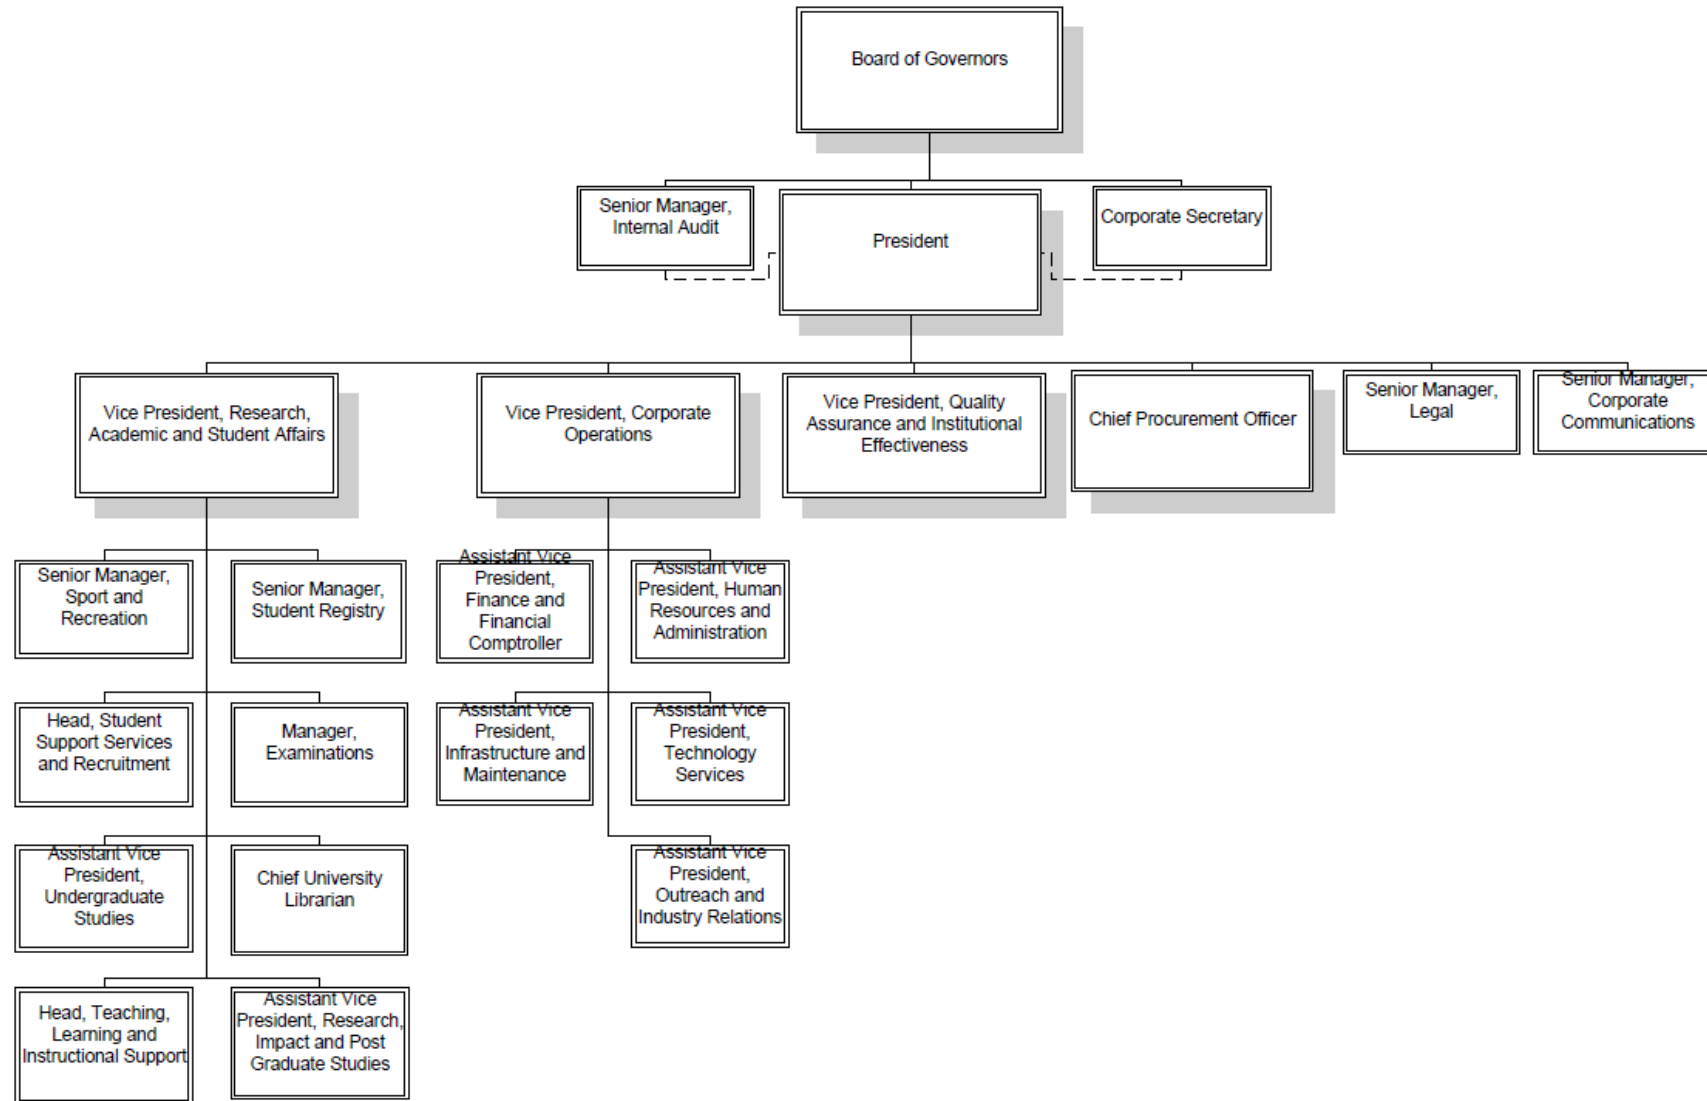 Board of Governors
Senior Manager,
Internal Audit
President
Corporate Secretary
Vice President, Research,
Academic and Student Affairs
Vice President, Corporate
Operations
Vice President, Quality
Assurance and Institutional
Effectiveness
Chief Procurement Officer
Senior Manager,
Legal
Senior Manager,
Corporate
Communications
Senior Manager,
Sport and
Recreation
Senior Manager,
Student Registry
Assistant Vice
President,
Finance and
Financial
Comptroller
Assistant Vice
President, Human
Resources and
Administration
Head, Student
Support Services
and Recruitment
Manager,
Examinations
Assistant Vice
President,
Infrastructure and
Maintenance
Assistant Vice
President,
Technology
Services
Assistant Vice
President,
Undergraduate
Studies
Chief University
Librarian
Assistant Vice
President,
Outreach and
Industry Relations
Head, Teaching,
Learning and
Instructional Support
Assistant Vice
President, Research,
Impact and Post
Graduate Studies